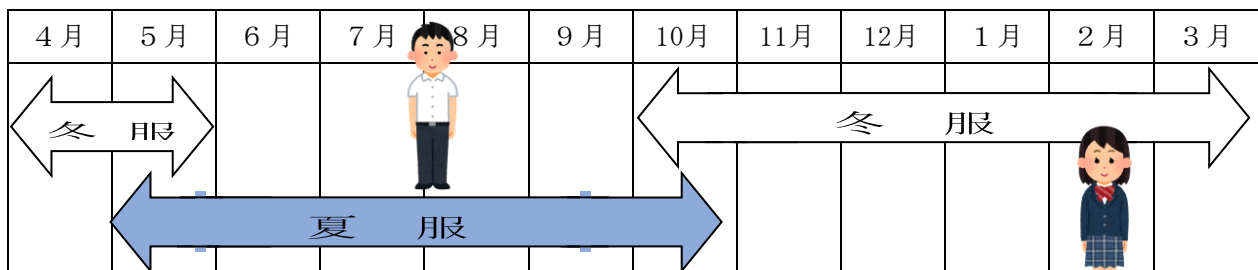 ４月 ５月 ６月 ７月 8月 ９月 10月 11月 12月 １月 ２月 ３月
冬 服
冬 服
夏 服